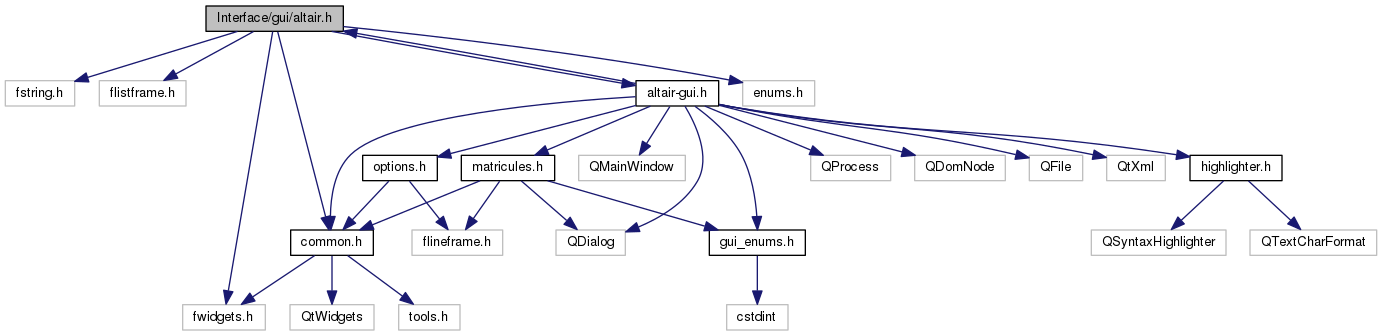 Interface/gui/altair.h
fstring.h
flistframe.h
altair-gui.h
enums.h
options.h
matricules.h
QMainWindow
QProcess
QDomNode
QFile
QtXml
highlighter.h
common.h
flineframe.h
QDialog
gui_enums.h
QSyntaxHighlighter
QTextCharFormat
fwidgets.h
QtWidgets
tools.h
cstdint